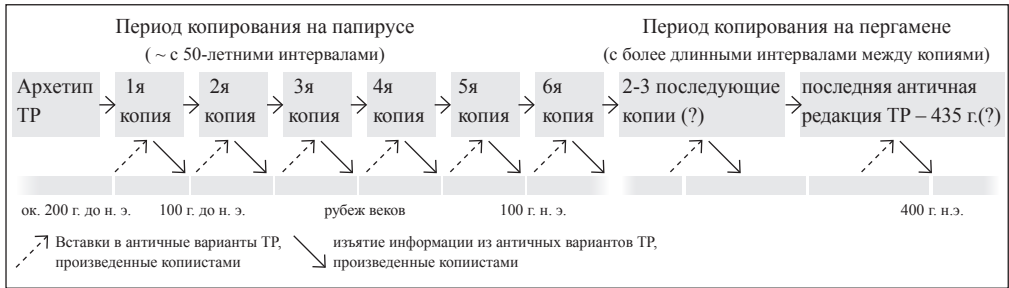 Период копирования на папирусе
( ~ с 50-летними интервалами)
Период копирования на пергамене
(с более длинными интервалами между копиями)
Архетип
ТР
1я
копия
2я
копия
3я
копия
4я
копия
5я
копия
6я
копия
2-3 последующие
копии (?)
последняя античная
редакция ТР – 435 г.(?)
ок. 200 г. до н. э.
100 г. до н. э.
рубеж веков
100 г. н. э.
400 г. н.э.
Вставки в античные варианты ТР,
произведенные копиистами
изъятие информации из античных вариантов ТР,
произведенные копиистами